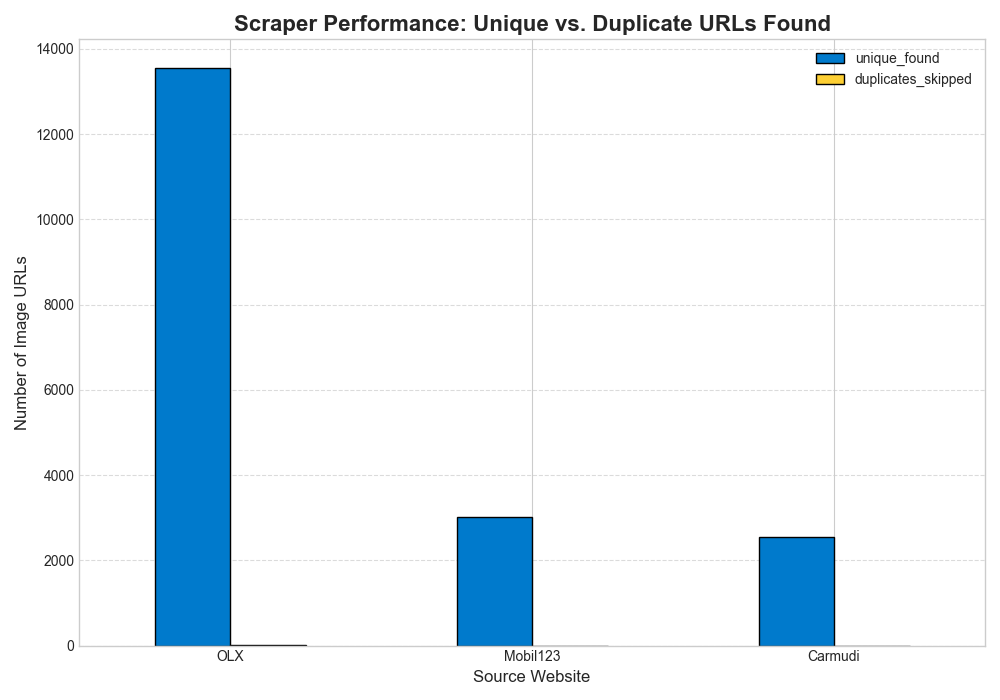 Scraper Performance: Unique vs. Duplicate URLs Found
unique_found
duplicates_skipped
Number of Image URLs
14000
12000
10000
8000
6000
4000
2000
0
OLX
Mobil123
Carmudi
Source Website